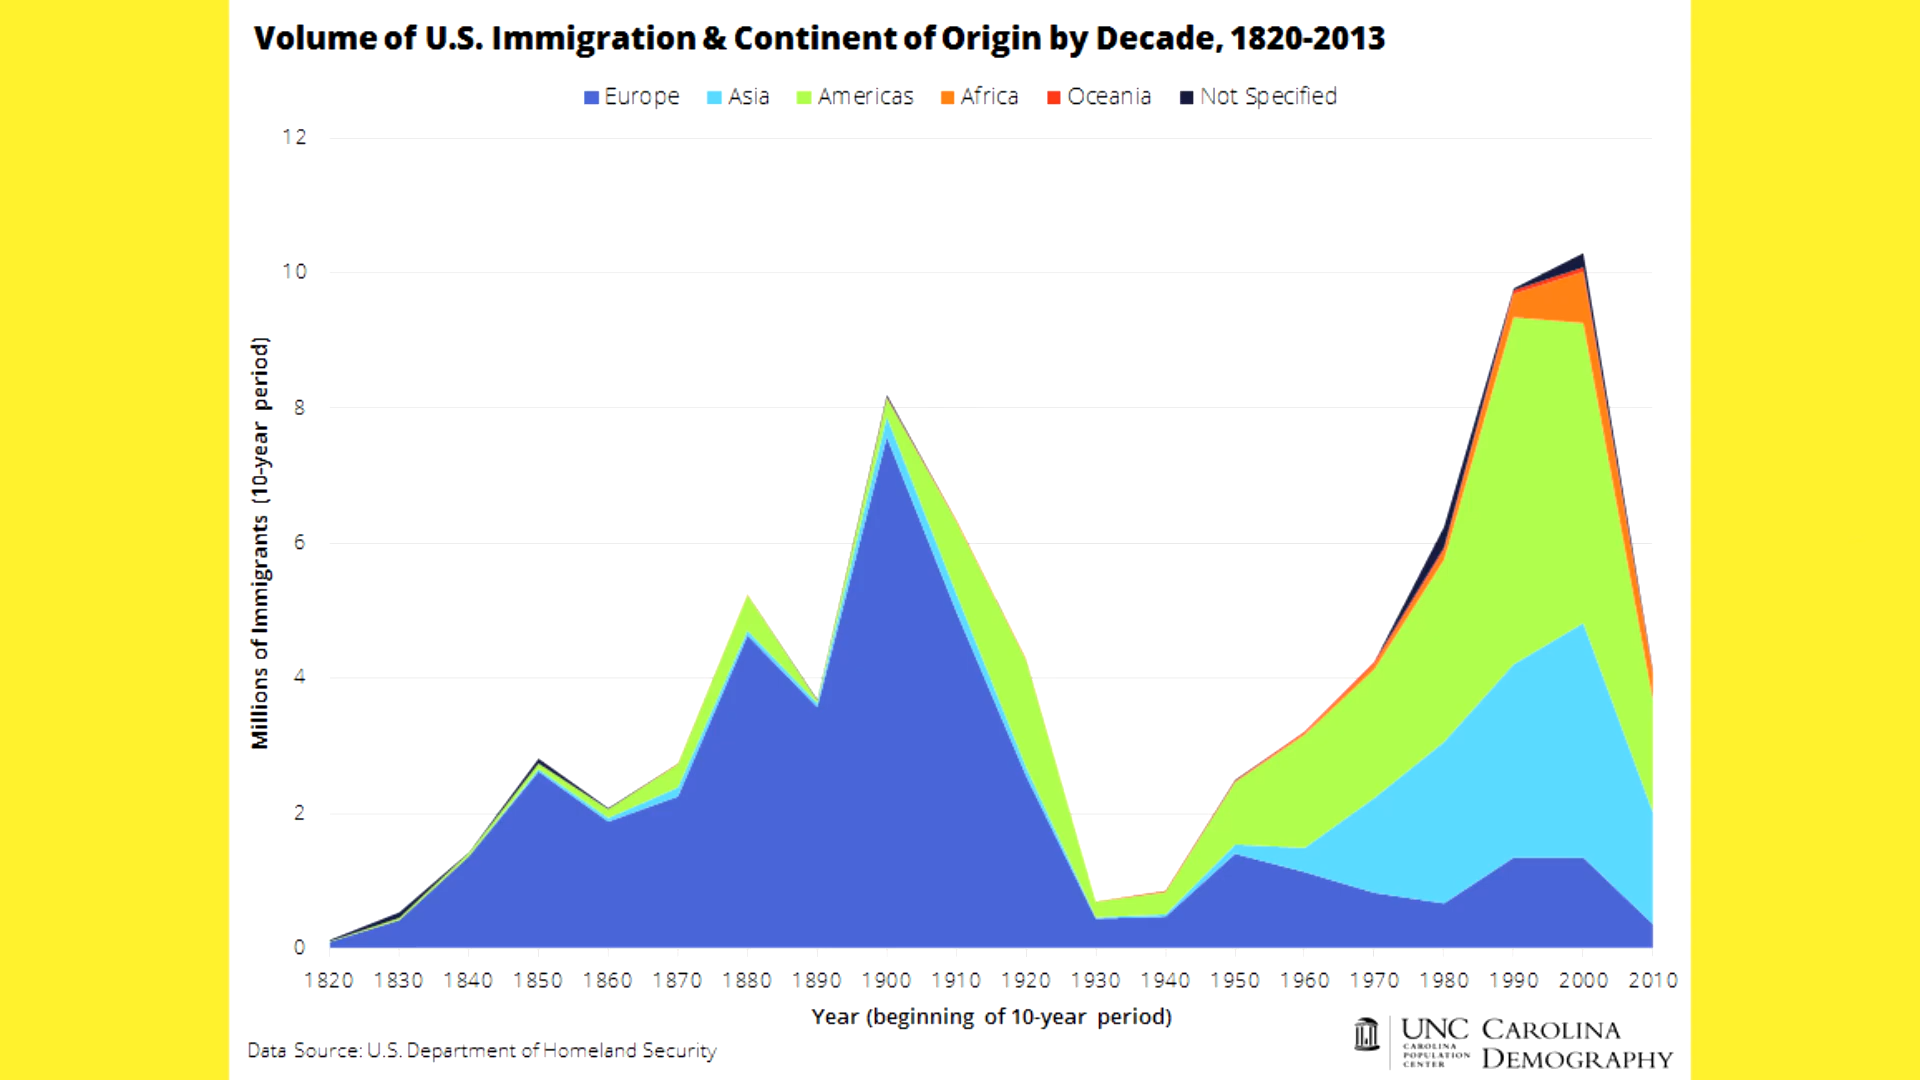 Volume of U.S. Immigration & Continent of Origin by Decade, 1820-2013
Europe Asia Americas Africa Oceania Not Specified
12
10
8
6
4
2
0
Millions of Immigrants (10-year period)
1820 1830 1840 1850 1860 1870 1880 1890 1900 1910 1920 1930 1940 1950 1960 1970 1980 1990 2000 2010
Year (beginning of 10-year period)
Data Source: U.S. Department of Homeland Security
UNC
CAROLINA
POPULATION
CENTER
CAROLINA
DEMOGRAPHY